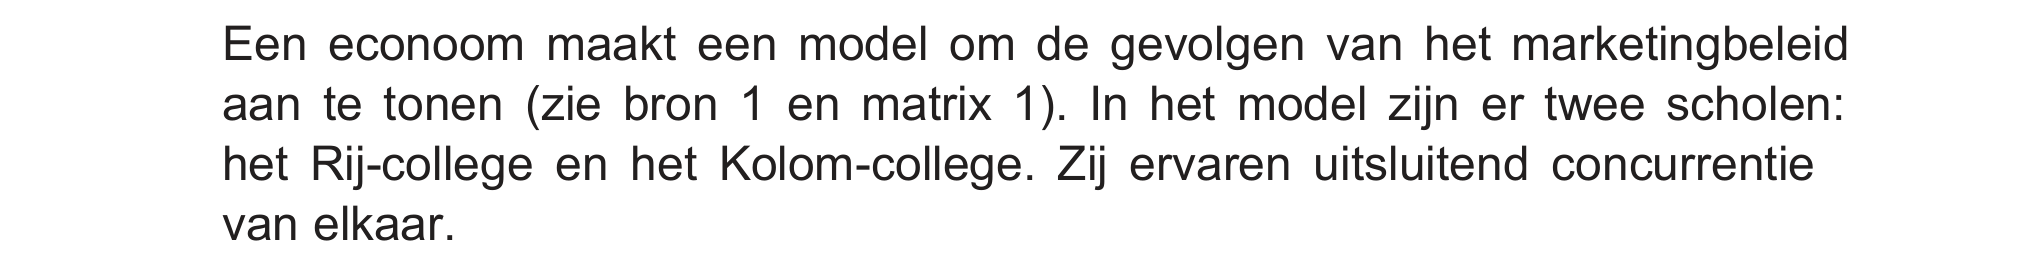 Een econoom maakt een model om de gevolgen van het marketingbeleid
aan te tonen (zie bron 1 en matrix 1). In het model zijn er twee scholen:
het Rij-college en het Kolom-college. Zij ervaren uitsluitend concurrentie
van elkaar.